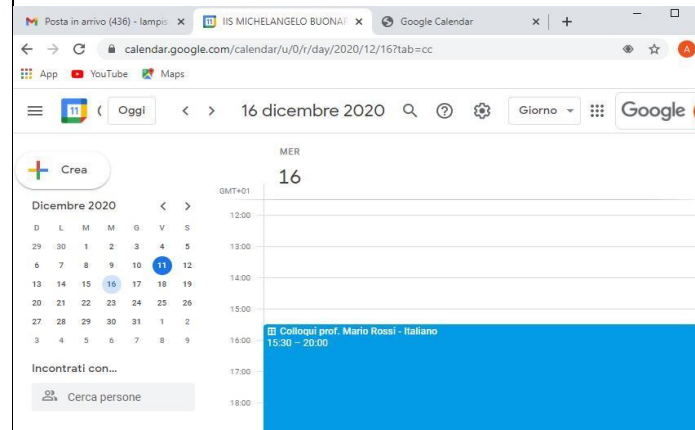 Posta in arrivo (436) - lampis
IIS MICHELANGELO BUONAR
Google Calendar
calendar.google.com/calendar/u/0/r/day/2020/12/16?tab=cc
A
App YouTube Maps
11
Oggi
16 dicembre 2020
Giorno
Google
Crea
MER
16
GMT+01
Dicembre 2020
D L M M G V S
29 30 1 2 3 4 5
6 7 8 9 10 11 12
13 14 15 16 17 18 19
20 21 22 23 24 25 26
27 28 29 30 31 1 2
3 4 5 6 7 8 9
Incontrati con...
Cerca persone
12:00
13:00
14:00
15:00
16:00
17:00
18:00
Colloqui prof. Mario Rossi - Italiano
15:30 – 20:00